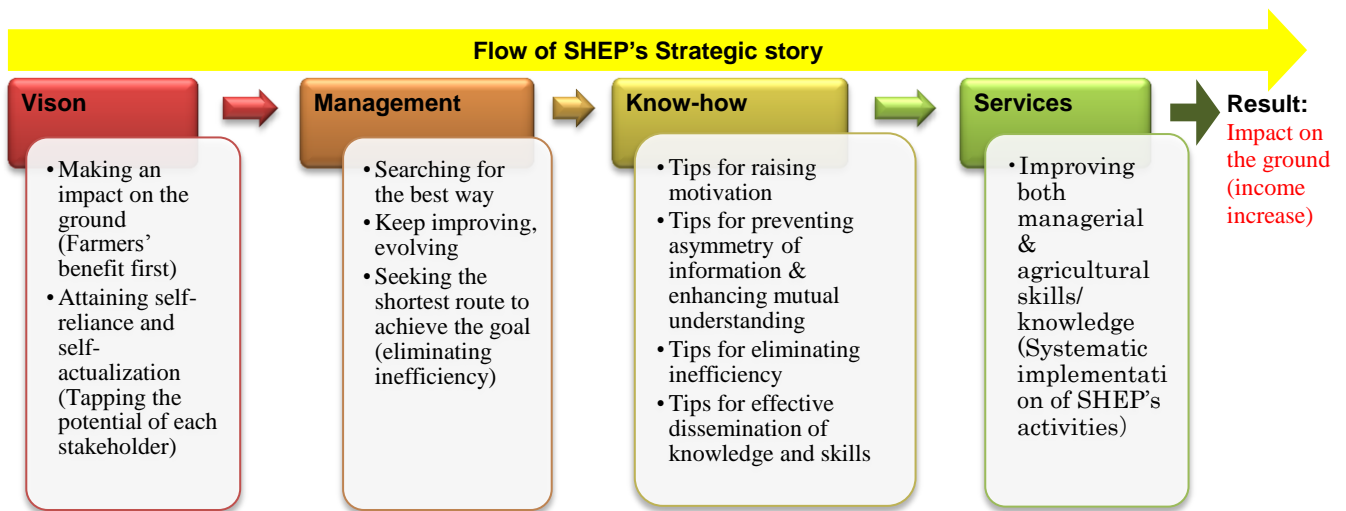 Flow of SHEP's Strategic story
Vison
• Making an
impact on the
ground
(Farmers'
benefit first)
• Attaining self-
reliance and
self-
actualization
(Tapping the
potential of each
stakeholder)
Management
• Searching for
the best way
• Keep improving,
evolving
• Seeking the
shortest route to
achieve the goal
(eliminating
inefficiency)
Know-how
• Tips for raising
motivation
• Tips for preventing
asymmetry of
information &
enhancing mutual
understanding
• Tips for eliminating
inefficiency
• Tips for effective
dissemination of
knowledge and skills
Services
• Improving
both
managerial
&
agricultural
skills/
knowledge
(Systematic
implementati
on of SHEP's
activities)
Result:
Impact on
the ground
(income
increase)